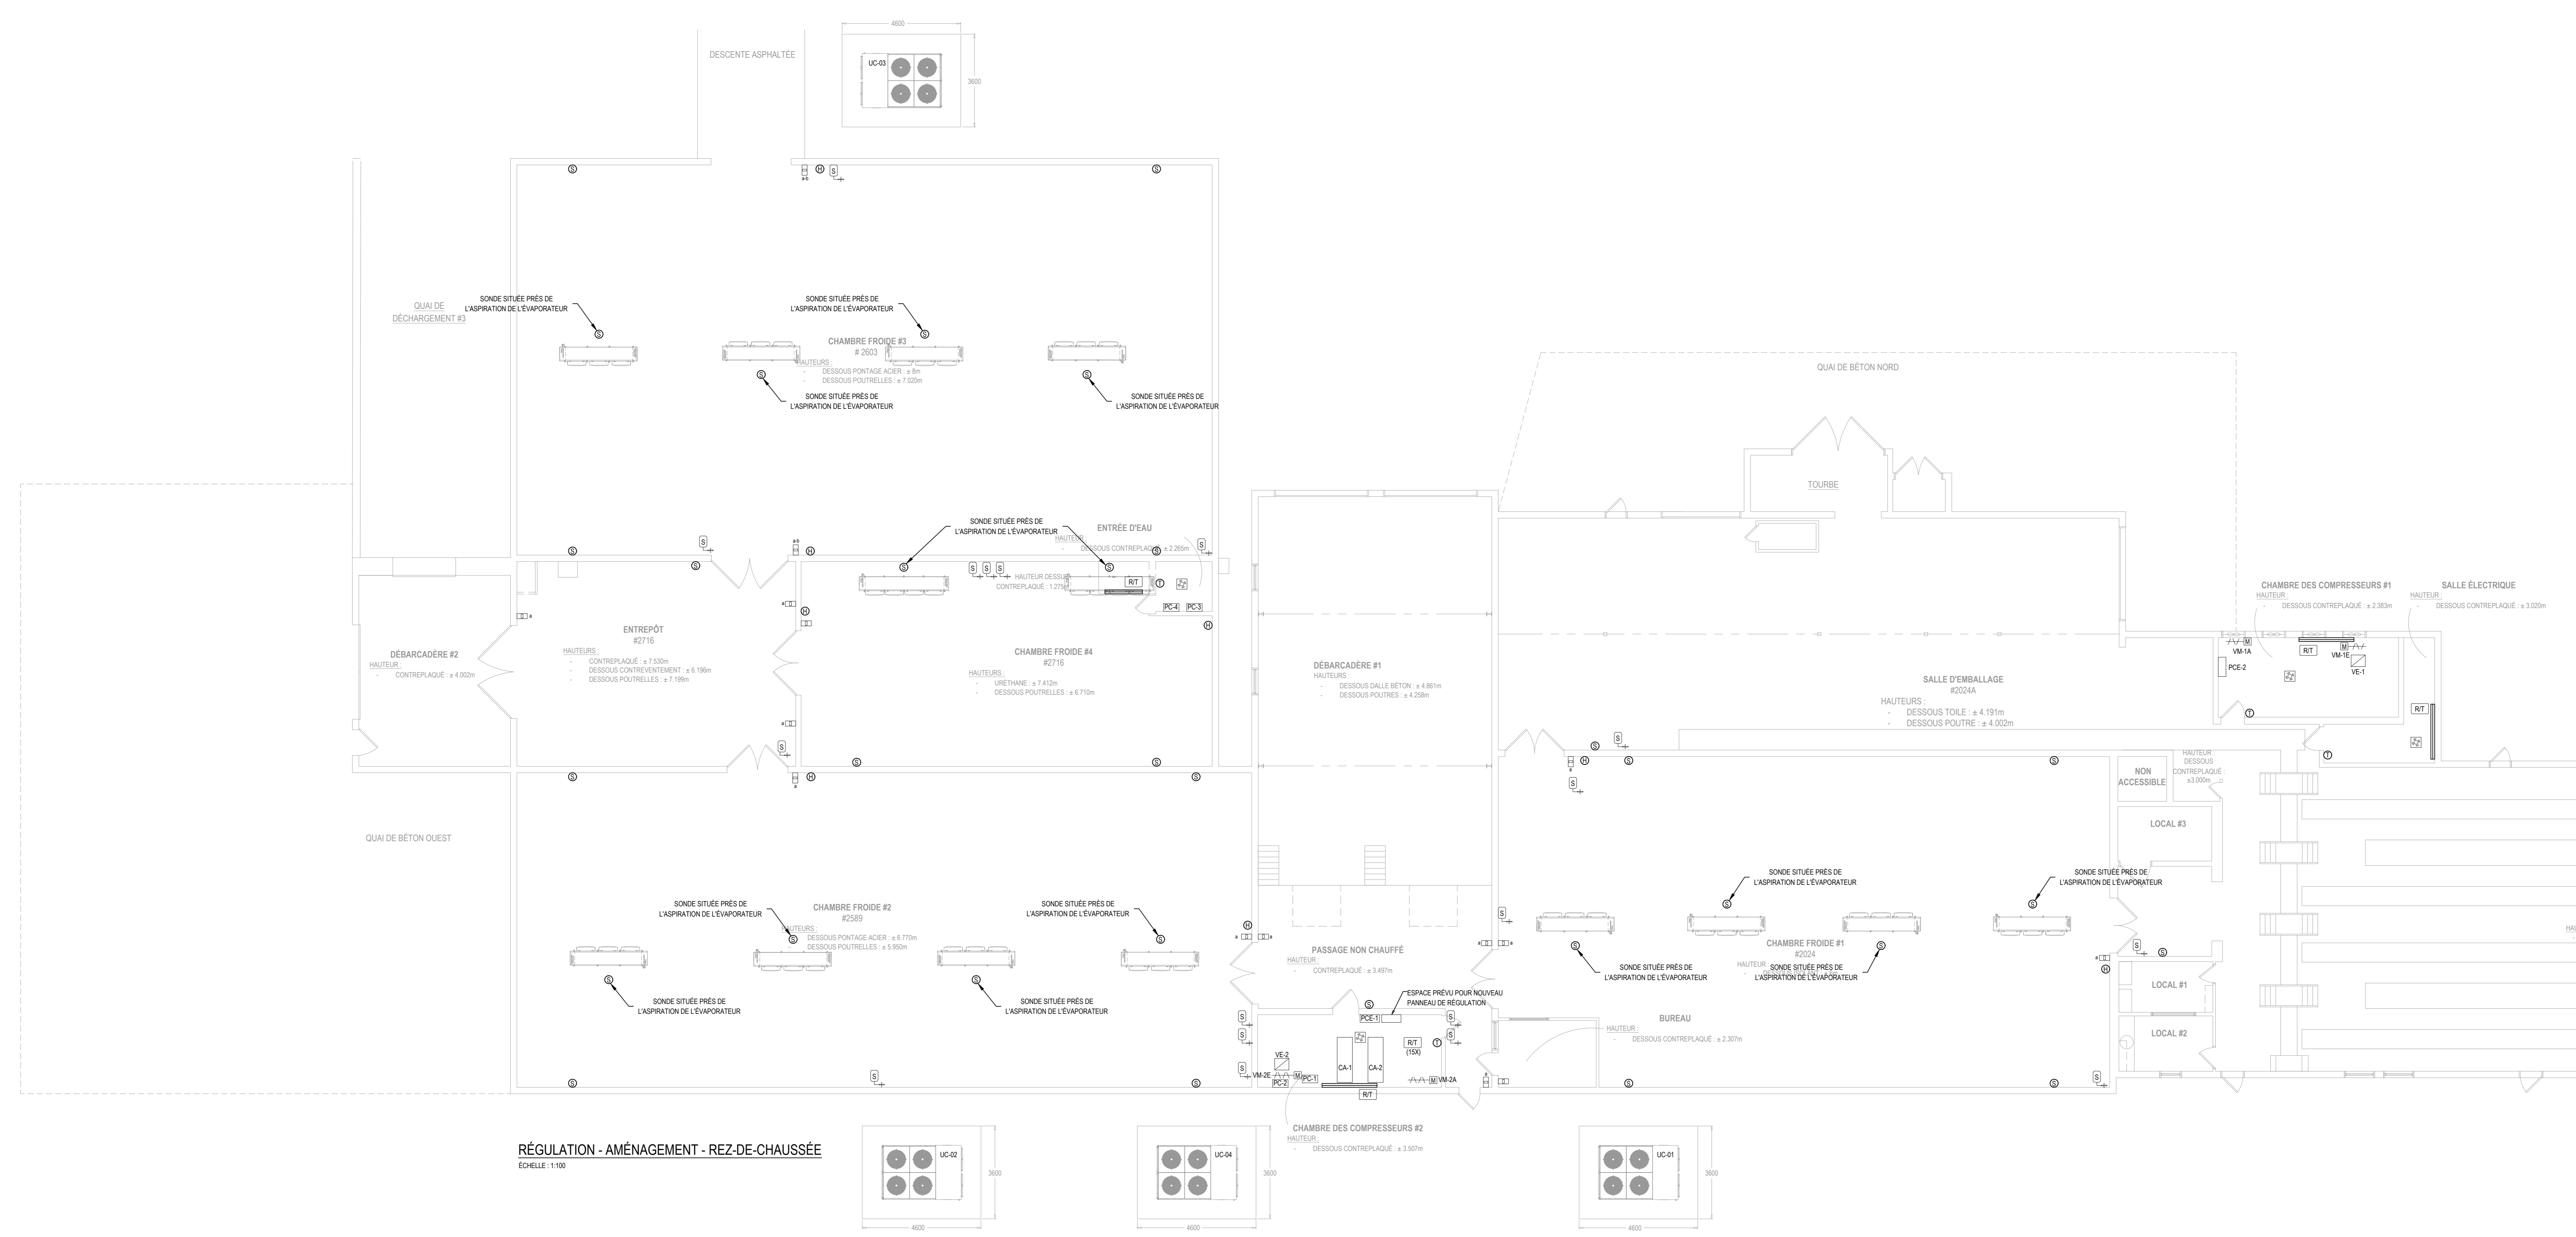 4600
DESCENTE ASPHALTÉE
UC-03
3600
S
S
H
S
a-b
QUAI DE
DÉCHARGEMENT #3
SONDE SITUÉE PRÈS DE
L'ASPIRATION DE L'ÉVAPORATEUR
SONDE SITUÉE PRÈS DE
L'ASPIRATION DE L'ÉVAPORATEUR
S
S
CHAMBRE FROIDE #3
# 2603
HAUTEURS :
- DESSOUS PONTAGE ACIER : ± 8m
- DESSOUS POUTRELLES : ± 7.020m
S
S
SONDE SITUÉE PRÈS DE
L'ASPIRATION DE L'ÉVAPORATEUR
SONDE SITUÉE PRÈS DE
L'ASPIRATION DE L'ÉVAPORATEUR
QUAI DE BÉTON NORD
TOURBE
SONDE SITUÉE PRÈS DE
L'ASPIRATION DE L'ÉVAPORATEUR
ENTRÉE D'EAU
HAUTEUR :
- DESSOUS CONTREPLAQUÉ : ± 2.265m
S
S
a-b
H
S
S
S
S
S
S
S
S
HAUTEUR DESSUS
CONTREPLAQUÉ : 1.275m
R/T
T
PC-4
PC-3
H
a
a
H
ENTREPÔT
#2716
HAUTEURS :
- CONTREPLAQUÉ : ± 7.530m
- DESSOUS CONTREVENTEMENT : ± 6.196m
- DESSOUS POUTRELLES : ± 7.199m
DÉBARCADÈRE #2
HAUTEUR :
- CONTREPLAQUÉ : ± 4.002m
CHAMBRE FROIDE #4
#2716
HAUTEURS :
- URÉTHANE : ± 7.412m
- DESSOUS POUTRELLES : ± 6.710m
DÉBARCADÈRE #1
HAUTEURS :
- DESSOUS DALLE BÉTON : ± 4.861m
- DESSOUS POUTRES : ± 4.258m
SALLE D'EMBALLAGE
#2024A
HAUTEURS :
- DESSOUS TOILE : ± 4.191m
- DESSOUS POUTRE : ± 4.002m
CHAMBRE DES COMPRESSEURS #1
HAUTEUR :
- DESSOUS CONTREPLAQUÉ : ± 2.383m
SALLE ÉLECTRIQUE
HAUTEUR :
- DESSOUS CONTREPLAQUÉ : ± 3.020m
M
VM-1A
R/T
M
VM-1E
PCE-2
VE-1
T
R/T
T
a
S
S
S
S
H
a
S
S
S
S
H
a
S
S
S
HAUTEUR :
DESSOUS
CONTREPLAQUÉ :
±3.000m
NON
ACCESSIBLE
LOCAL #3
QUAI DE BÉTON OUEST
SONDE SITUÉE PRÈS DE
L'ASPIRATION DE L'ÉVAPORATEUR
SONDE SITUÉE PRÈS DE
L'ASPIRATION DE L'ÉVAPORATEUR
S
S
CHAMBRE FROIDE #2
#2589
HAUTEURS :
DESSOUS PONTAGE ACIER : ± 6.770m
- DESSOUS POUTRELLES : ± 5.950m
S
S
SONDE SITUÉE PRÈS DE
L'ASPIRATION DE L'ÉVAPORATEUR
SONDE SITUÉE PRÈS DE
L'ASPIRATION DE L'ÉVAPORATEUR
H
a
a
PASSAGE NON CHAUFFÉ
HAUTEUR :
- CONTREPLAQUÉ : ± 3.497m
S
a
a
SONDE SITUÉE PRÈS DE
L'ASPIRATION DE L'ÉVAPORATEUR
SONDE SITUÉE PRÈS DE
L'ASPIRATION DE L'ÉVAPORATEUR
S
S
S
S
CHAMBRE FROIDE #1
#2024
HAUTEUR :
SONDE SITUÉE PRÈS DE
L'ASPIRATION DE L'ÉVAPORATEUR
SONDE SITUÉE PRÈS DE
L'ASPIRATION DE L'ÉVAPORATEUR
S
S
a
H
LOCAL #1
LOCAL #2
ESPACE PRÉVU POUR NOUVEAU
PANNEAU DE RÉGULATION
S
PCE-1
S
S
S
S
S
R/T
(15X)
T
VE-2
VM-2E
M
PC-1
PC-2
CA-1
CA-2
M
VM-2A
R/T
a
BUREAU
HAUTEUR :
- DESSOUS CONTREPLAQUÉ : ± 2.307m
S
S
S
S
S
S
CHAMBRE DES COMPRESSEURS #2
HAUTEUR :
- DESSOUS CONTREPLAQUÉ : ± 3.507m
RÉGULATION - AMÉNAGEMENT - REZ-DE-CHAUSSÉE
ÉCHELLE : 1:100
UC-02
3600
4600
UC-04
3600
4600
UC-01
3600
4600